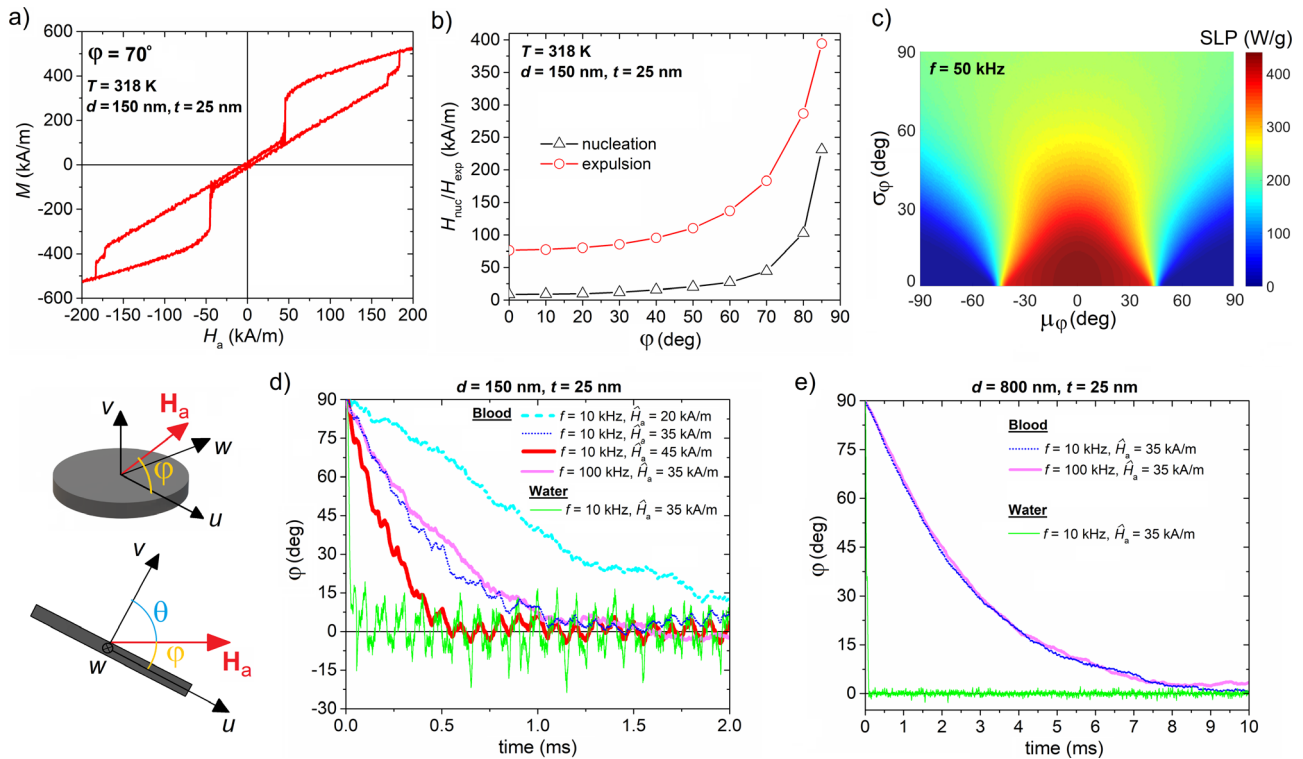 a)
φ = 70°
T = 318 K
d = 150 nm, t = 25 nm
M (kA/m)
600
400
200
0
-200
-400
-600
-200 -150 -100 -50 0 50 100 150 200
Hₐ (kA/m)
b)
T = 318 K
d = 150 nm, t = 25 nm
nucleation
expulsion
H_nuc/H_exp (kA/m)
400
350
300
250
200
150
100
50
0
0 10 20 30 40 50 60 70 80 90
φ (deg)
c)
SLP (W/g)
f = 50 kHz
σ_φ (deg)
90
60
30
0
-90 -60 -30 0 30 60 90
μ_φ (deg)
400
300
200
100
0
v
Hₐ
w
φ
u
v
θ
Hₐ
w
φ
u
d)
d = 150 nm, t = 25 nm
Blood
f = 10 kHz, Ĥₐ = 20 kA/m
f = 10 kHz, Ĥₐ = 35 kA/m
f = 10 kHz, Ĥₐ = 45 kA/m
f = 100 kHz, Ĥₐ = 35 kA/m
Water
f = 10 kHz, Ĥₐ = 35 kA/m
φ (deg)
90
75
60
45
30
15
0
-15
-30
0.0 0.5 1.0 1.5 2.0
time (ms)
e)
d = 800 nm, t = 25 nm
Blood
f = 10 kHz, Ĥₐ = 35 kA/m
f = 100 kHz, Ĥₐ = 35 kA/m
Water
f = 10 kHz, Ĥₐ = 35 kA/m
φ (deg)
90
75
60
45
30
15
0
0 1 2 3 4 5 6 7 8 9 10
time (ms)